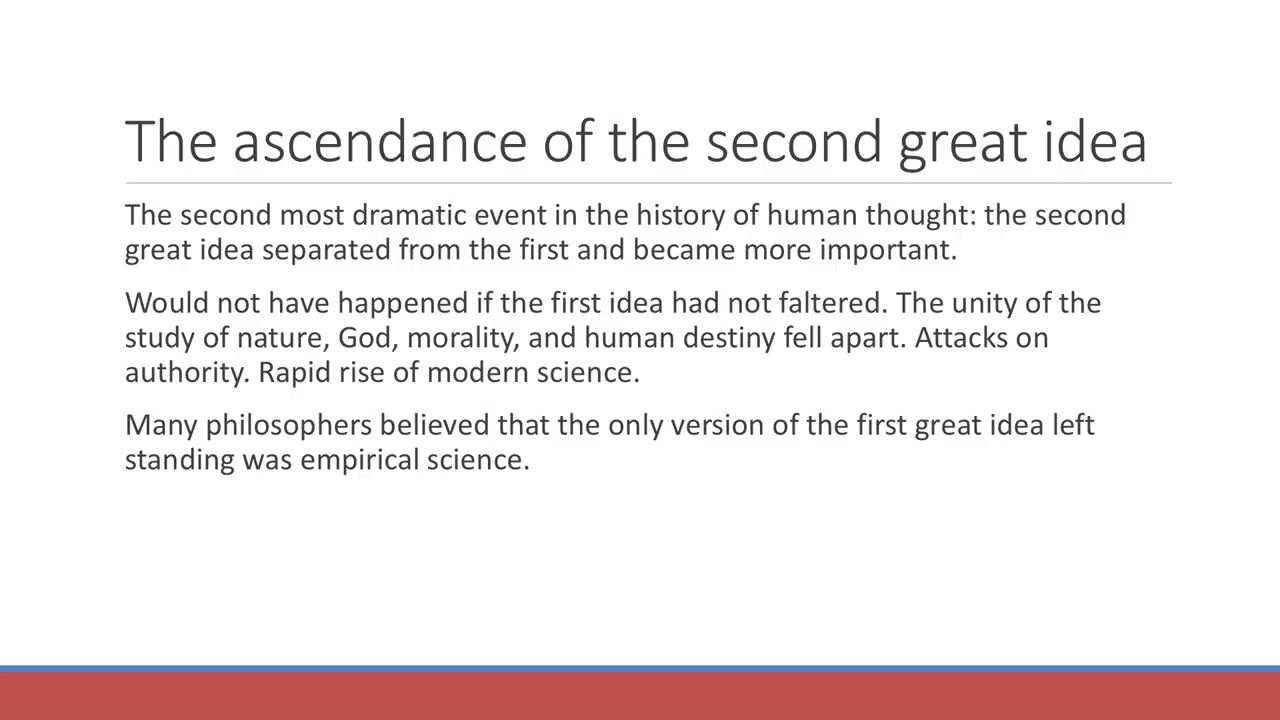 The ascendance of the second great idea
The second most dramatic event in the history of human thought: the second
great idea separated from the first and became more important.
Would not have happened if the first idea had not faltered. The unity of the
study of nature, God, morality, and human destiny fell apart. Attacks on
authority. Rapid rise of modern science.
Many philosophers believed that the only version of the first great idea left
standing was empirical science.